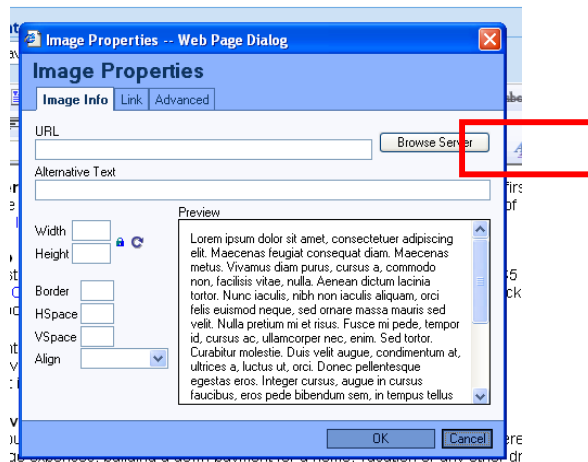 Image Properties -- Web Page Dialog
Image Properties
Image Info Link Advanced
URL
Browse Server
Alternative Text
Width
Height
Border
HSpace
VSpace
Align
Preview
Lorem ipsum dolor sit amet, consectetuer adipiscing
elit. Maecenas feugiat consequat diam. Maecenas
metus. Vivamus diam purus, cursus a, commodo
non, facilisis vitae, nulla. Aenean dictum lacinia
tortor. Nunc iaculis, nibh non iaculis aliquam, orci
felis euismod neque, sed ornare massa mauris sed
velit. Nulla pretium mi et risus. Fusce mi pede, tempor
id, cursus ac, ullamcorper nec, enim. Sed tortor.
Curabitur molestie. Duis velit augue, condimentum at,
ultrices a, luctus ut, orci. Donec pellentesque
egestas eros. Integer cursus, augue in cursus
faucibus, eros pede bibendum sem, in tempus tellus
OK Cancel